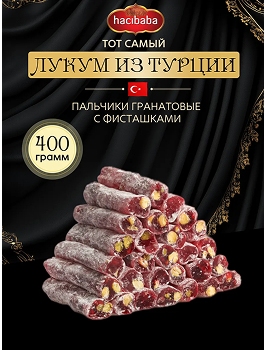 hacıbaba
ТОТ САМЫЙ
ЛУКУМ ИЗ ТУРЦИИ
ПАЛЬЧИКИ ГРАНАТОВЫЕ
С ФИСТАШКАМИ
400
грамм